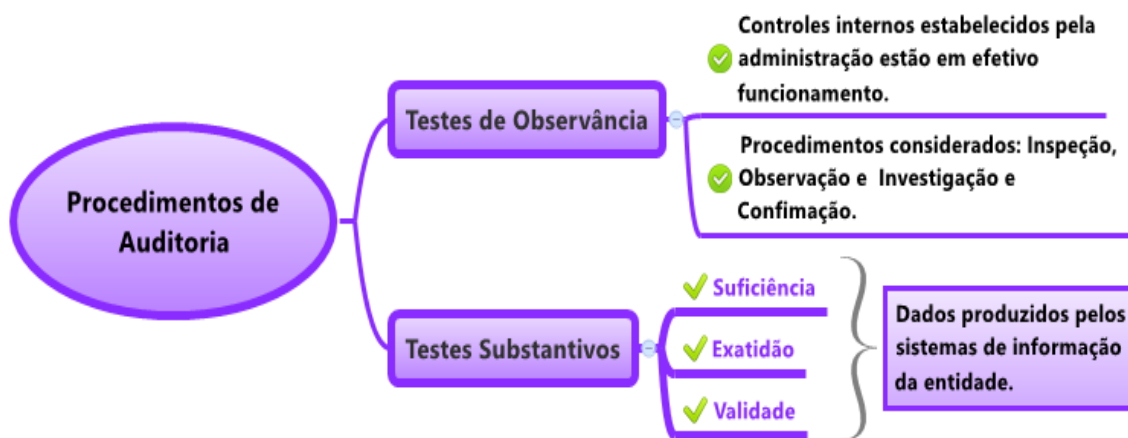 Procedimentos de
Auditoria
Testes de Observância
Controles internos estabelecidos pela
administração estão em efetivo
funcionamento.
Procedimentos considerados: Inspeção,
Observação e Investigação e
Confimação.
Testes Substantivos
Suficiência
Exatidão
Validade
Dados produzidos pelos
sistemas de informação
da entidade.